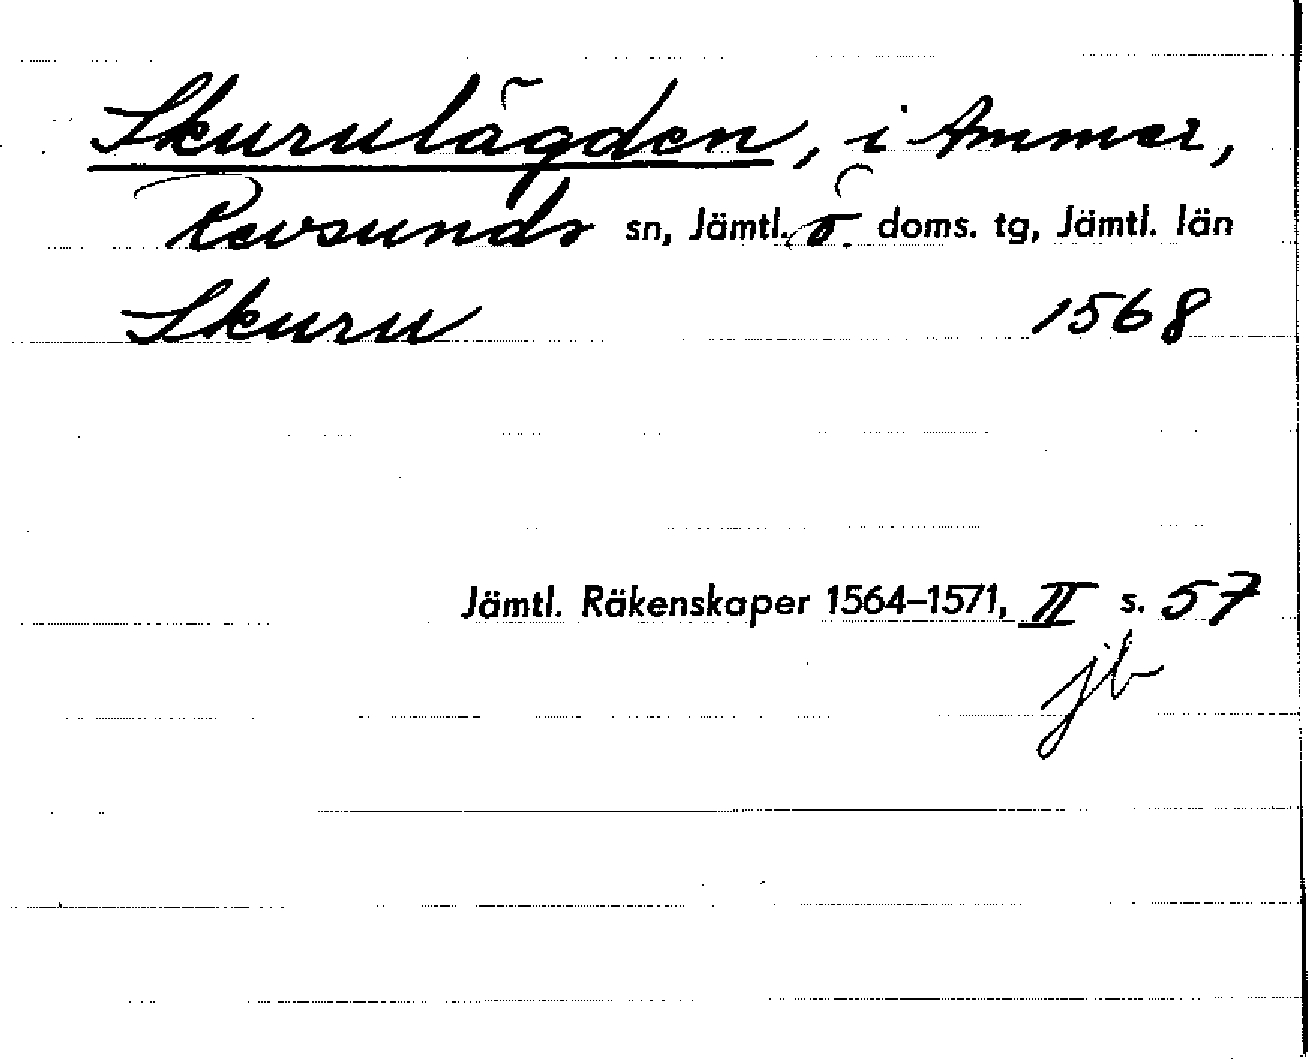 Skurulägden, i Ammer,
Revsunds sn, Jämtl. ö. doms. tg, Jämtl. län
Skuru 1568
Jämtl. Räkenskaper 1564–1571, II s. 57
jb